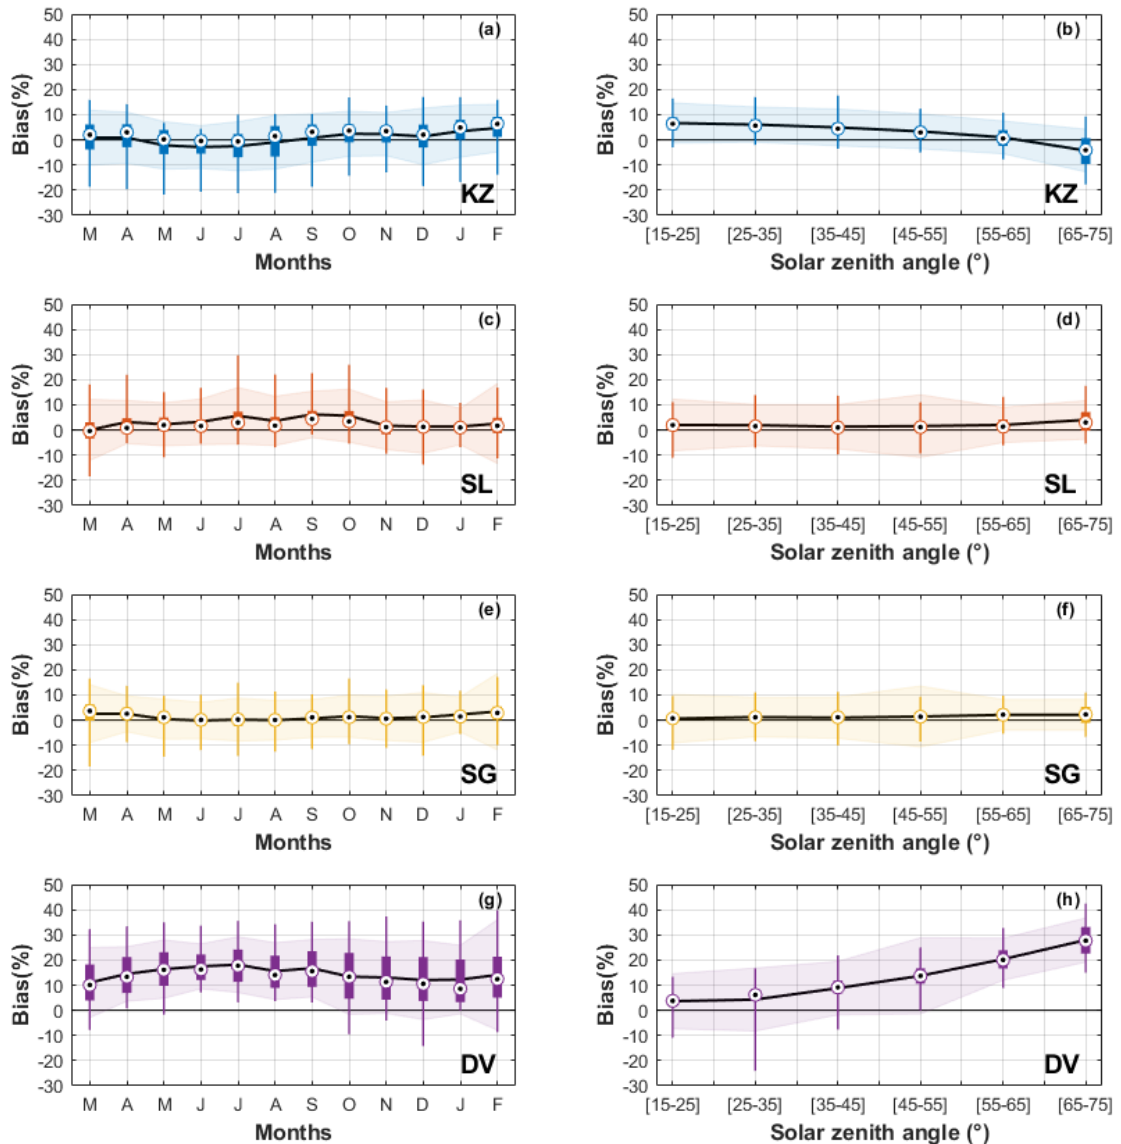 (a)
50
40
30
20
10
0
-10
-20
-30
Bias(%)
KZ
M A M J J A S O N D J F
Months
(b)
50
40
30
20
10
0
-10
-20
-30
Bias(%)
KZ
[15-25] [25-35] [35-45] [45-55] [55-65] [65-75]
Solar zenith angle (°)
(c)
50
40
30
20
10
0
-10
-20
-30
Bias(%)
SL
M A M J J A S O N D J F
Months
(d)
50
40
30
20
10
0
-10
-20
-30
Bias(%)
SL
[15-25] [25-35] [35-45] [45-55] [55-65] [65-75]
Solar zenith angle (°)
(e)
50
40
30
20
10
0
-10
-20
-30
Bias(%)
SG
M A M J J A S O N D J F
Months
(f)
50
40
30
20
10
0
-10
-20
-30
Bias(%)
SG
[15-25] [25-35] [35-45] [45-55] [55-65] [65-75]
Solar zenith angle (°)
(g)
50
40
30
20
10
0
-10
-20
-30
Bias(%)
DV
M A M J J A S O N D J F
Months
(h)
50
40
30
20
10
0
-10
-20
-30
Bias(%)
DV
[15-25] [25-35] [35-45] [45-55] [55-65] [65-75]
Solar zenith angle (°)